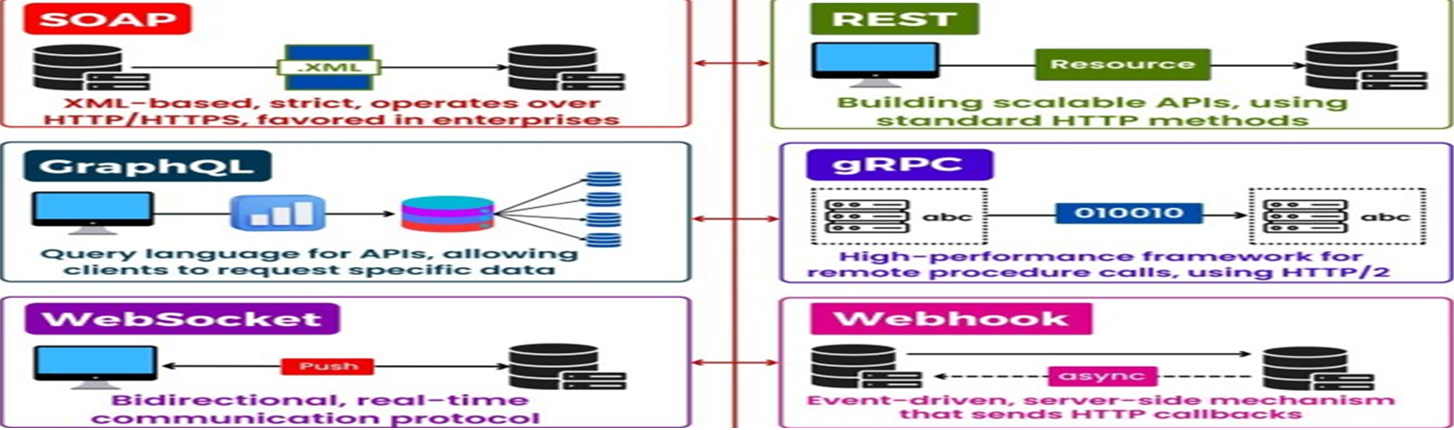 SOAP
.XML
XML-based, strict, operates over
HTTP/HTTPS, favored in enterprises
REST
Resource
Building scalable APIs, using
standard HTTP methods
GraphQL
Query language for APIs, allowing
clients to request specific data
gRPC
abc
010010
abc
High-performance framework for
remote procedure calls, using HTTP/2
WebSocket
Push
Bidirectional, real-time
communication protocol
Webhook
async
Event-driven, server-side mechanism
that sends HTTP callbacks